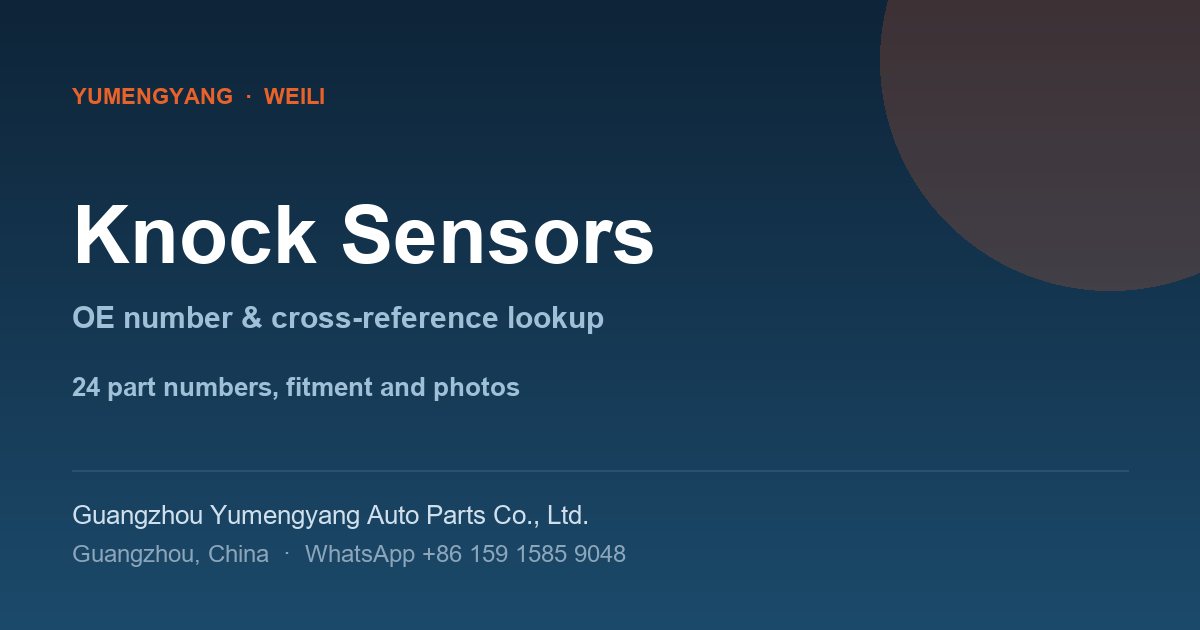 YUMENGYANG · WEILI
Knock Sensors
OE number & cross-reference lookup
24 part numbers, fitment and photos
Guangzhou Yumengyang Auto Parts Co., Ltd.
Guangzhou, China · WhatsApp +86 159 1585 9048